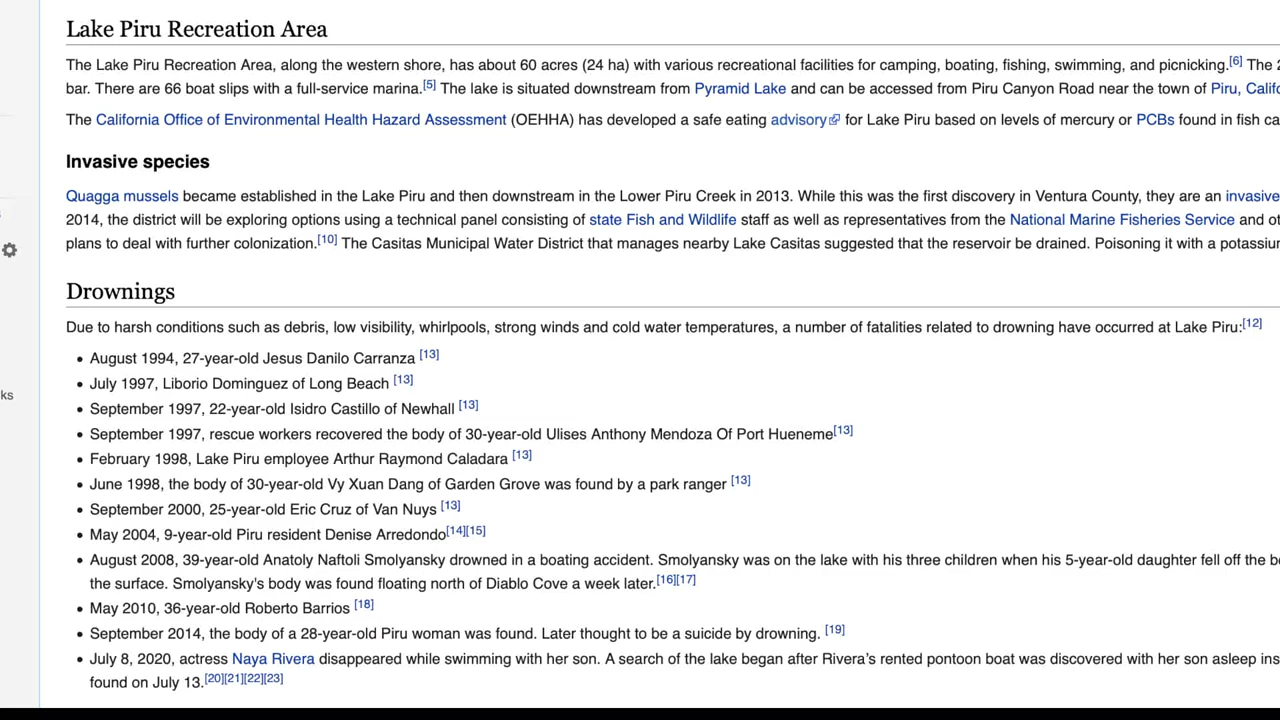 Lake Piru Recreation Area
The Lake Piru Recreation Area, along the western shore, has about 60 acres (24 ha) with various recreational facilities for camping, boating, fishing, swimming, and picnicking.[6] The 2
bar. There are 66 boat slips with a full-service marina.[5] The lake is situated downstream from Pyramid Lake and can be accessed from Piru Canyon Road near the town of Piru, Califo
The California Office of Environmental Health Hazard Assessment (OEHHA) has developed a safe eating advisory for Lake Piru based on levels of mercury or PCBs found in fish ca
Invasive species
Quagga mussels became established in the Lake Piru and then downstream in the Lower Piru Creek in 2013. While this was the first discovery in Ventura County, they are an invasive
2014, the district will be exploring options using a technical panel consisting of state Fish and Wildlife staff as well as representatives from the National Marine Fisheries Service and ot
plans to deal with further colonization.[10] The Casitas Municipal Water District that manages nearby Lake Casitas suggested that the reservoir be drained. Poisoning it with a potassium
Drownings
Due to harsh conditions such as debris, low visibility, whirlpools, strong winds and cold water temperatures, a number of fatalities related to drowning have occurred at Lake Piru:[12]
• August 1994, 27-year-old Jesus Danilo Carranza [13]
• July 1997, Liborio Dominguez of Long Beach [13]
• September 1997, 22-year-old Isidro Castillo of Newhall [13]
ks
• September 1997, rescue workers recovered the body of 30-year-old Ulises Anthony Mendoza Of Port Hueneme[13]
• February 1998, Lake Piru employee Arthur Raymond Caladara [13]
• June 1998, the body of 30-year-old Vy Xuan Dang of Garden Grove was found by a park ranger [13]
• September 2000, 25-year-old Eric Cruz of Van Nuys [13]
• May 2004, 9-year-old Piru resident Denise Arredondo[14][15]
• August 2008, 39-year-old Anatoly Naftoli Smolyansky drowned in a boating accident. Smolyansky was on the lake with his three children when his 5-year-old daughter fell off the b
the surface. Smolyansky's body was found floating north of Diablo Cove a week later.[16][17]
• May 2010, 36-year-old Roberto Barrios [18]
• September 2014, the body of a 28-year-old Piru woman was found. Later thought to be a suicide by drowning. [19]
• July 8, 2020, actress Naya Rivera disappeared while swimming with her son. A search of the lake began after Rivera's rented pontoon boat was discovered with her son asleep ins
found on July 13.[20][21][22][23]